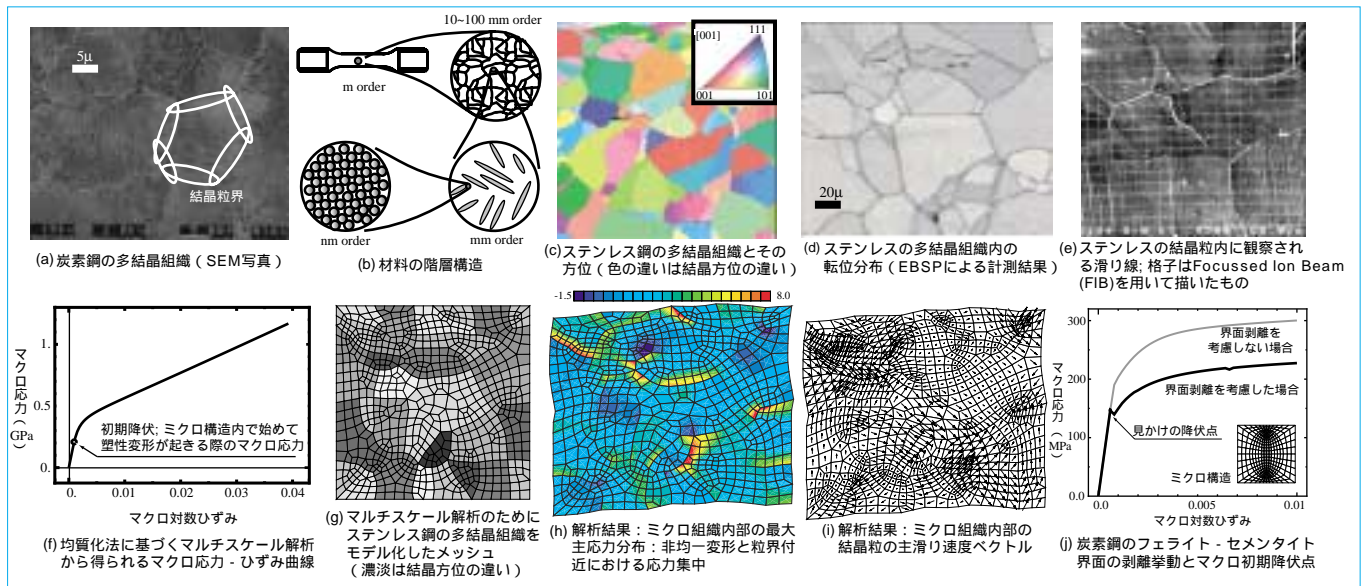 5μ
結晶粒界
(a) 炭素鋼の多結晶組織（SEM写真）
10~100 mm order
m order
nm order
mm order
(b) 材料の階層構造
[001]
111
001
101
(c) ステンレス鋼の多結晶組織とその
方位（色の違いは結晶方位の違い）
20μ
(d) ステンレスの多結晶組織内の
転位分布（EBSPによる計測結果）
(e) ステンレスの結晶粒内に観察され
る滑り線; 格子はFocussed Ion Beam
(FIB)を用いて描いたもの
マクロ応力（GPa）
1.
0.5
0.
初期降伏; ミクロ構造内で始めて
塑性変形が起きる際のマクロ応力
0.
0.01
0.02
0.03
0.04
マクロ対数ひずみ
(f) 均質化法に基づくマルチスケール解析
から得られるマクロ応力 - ひずみ曲線
(g) マルチスケール解析のために
ステンレス鋼の多結晶組織を
モデル化したメッシュ
（濃淡は結晶方位の違い）
-1.5
8.0
(h) 解析結果：ミクロ組織内部の最大
主応力分布：非均一変形と粒界付
近における応力集中
(i) 解析結果：ミクロ組織内部の
結晶粒の主滑り速度ベクトル
マクロ応力（MPa）
300
200
100
0.0
界面剥離を
考慮しない場合
界面剥離を考慮した場合
見かけの降伏点
ミクロ構造
0.0
0.005
0.01
マクロ対数ひずみ
(j) 炭素鋼のフェライト - セメンタイト
界面の剥離挙動とマクロ初期降伏点